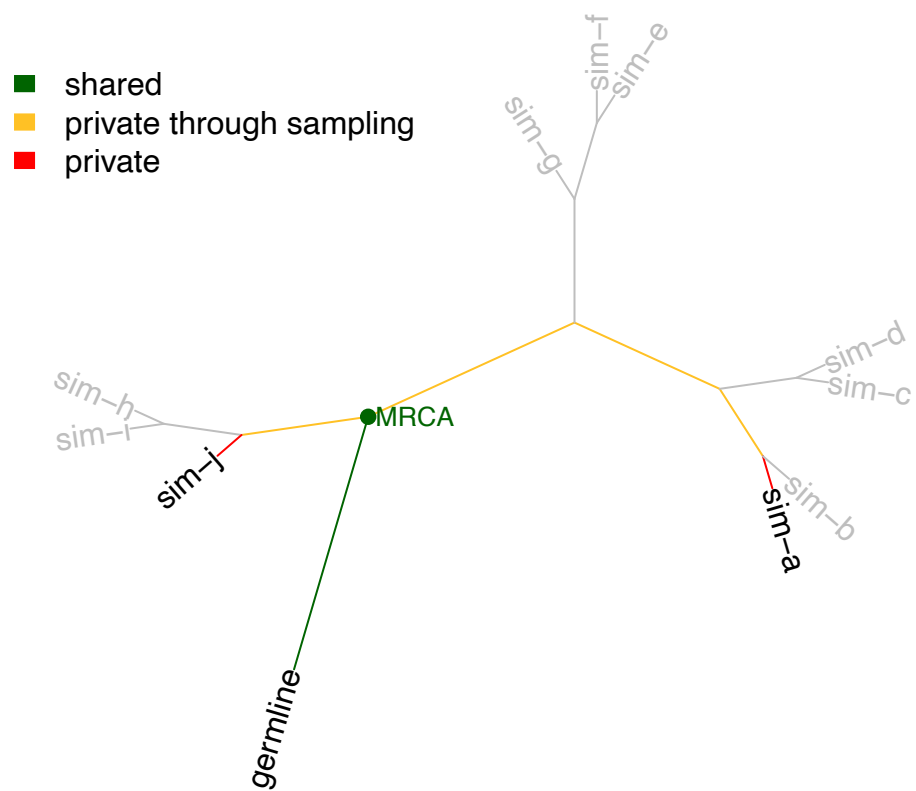 shared
private through sampling
private
sim–f
sim–e
sim–g
sim–d
sim–c
sim–h
sim–i
MRCA
sim–j
sim–b
sim–a
germline